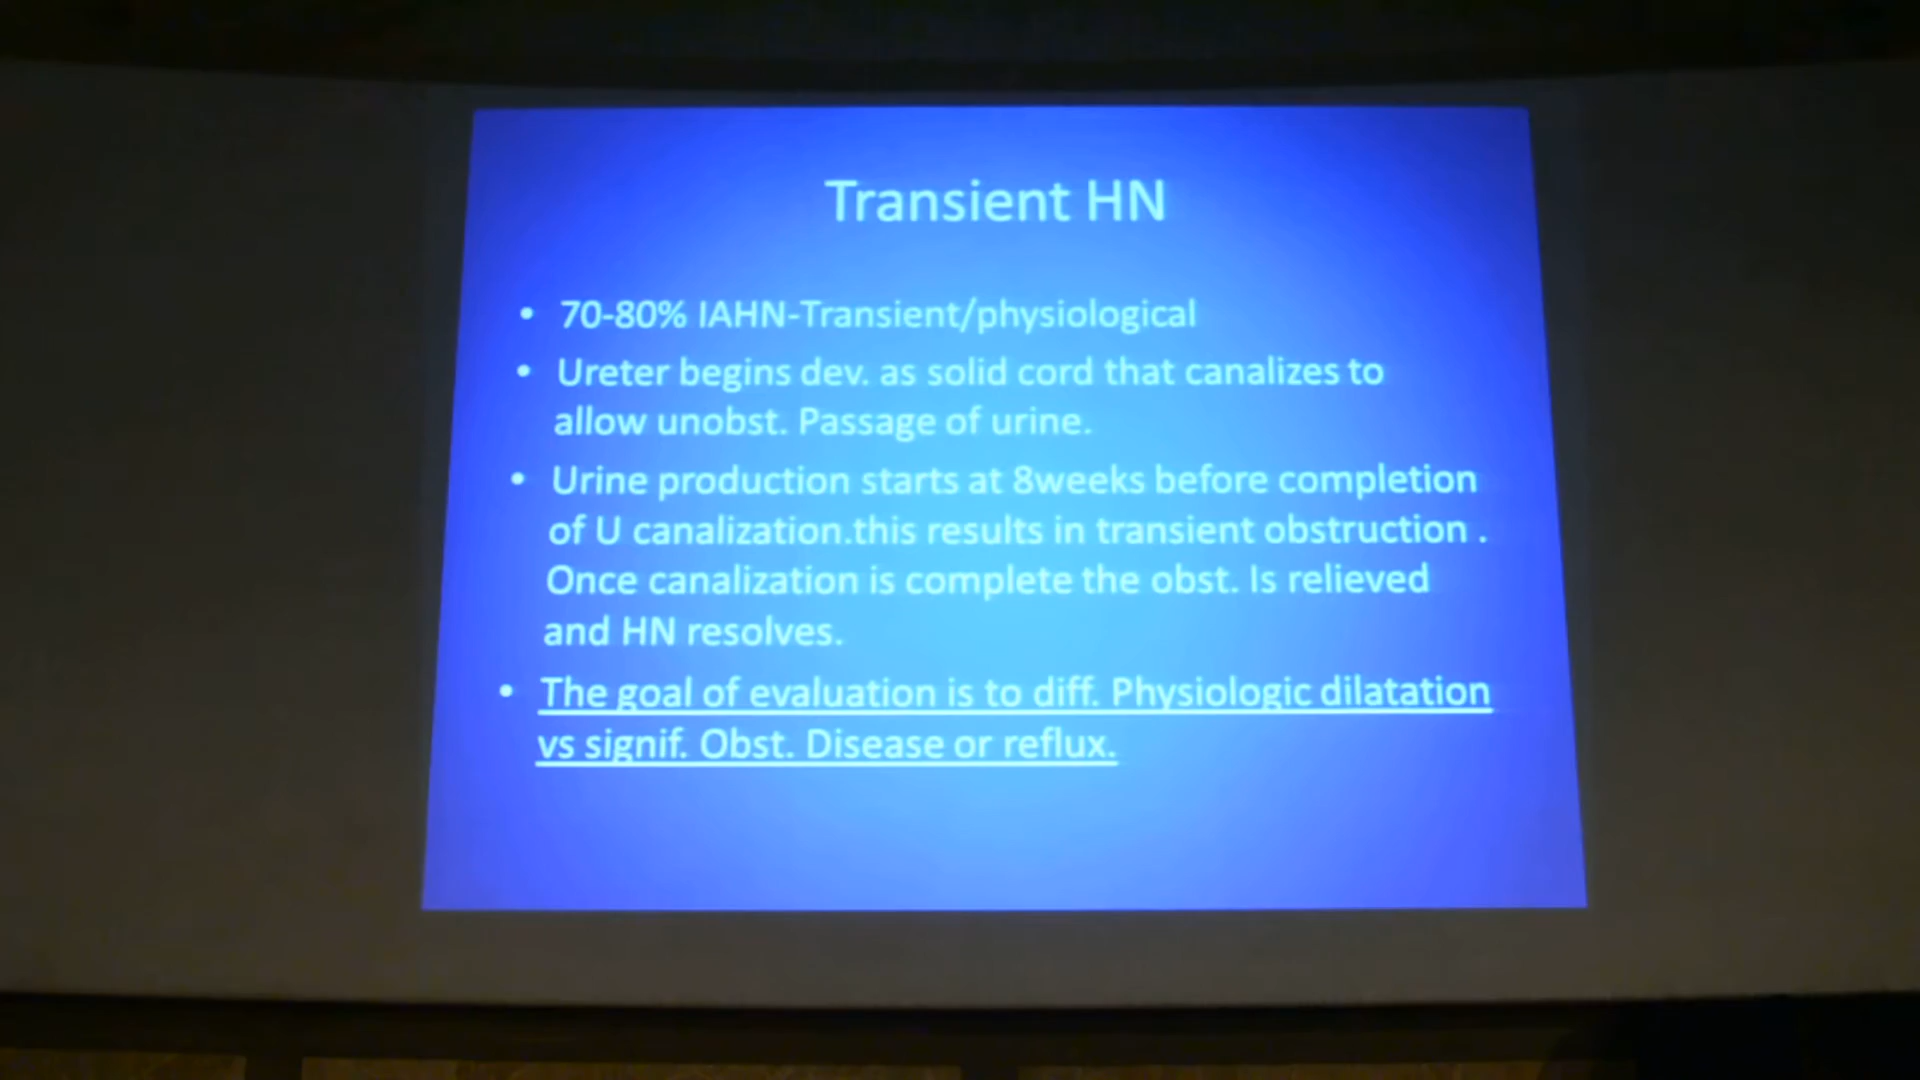 Transient HN
• 70-80% IAHN-Transient/physiological
• Ureter begins dev. as solid cord that canalizes to
allow unobst. Passage of urine.
• Urine production starts at 8weeks before completion
of U canalization.this results in transient obstruction .
Once canalization is complete the obst. Is relieved
and HN resolves.
• The goal of evaluation is to diff. Physiologic dilatation
vs signif. Obst. Disease or reflux.